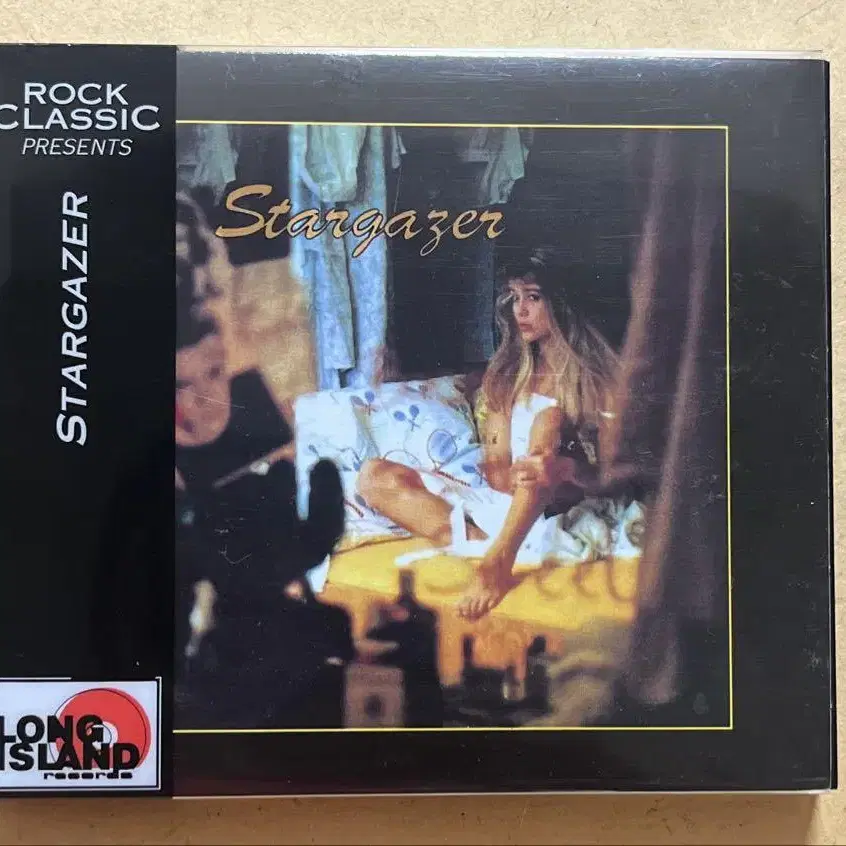 ROCK
CLASSIC
PRESENTS
STARGAZER
Stargazer
LONG
ISLAND
records